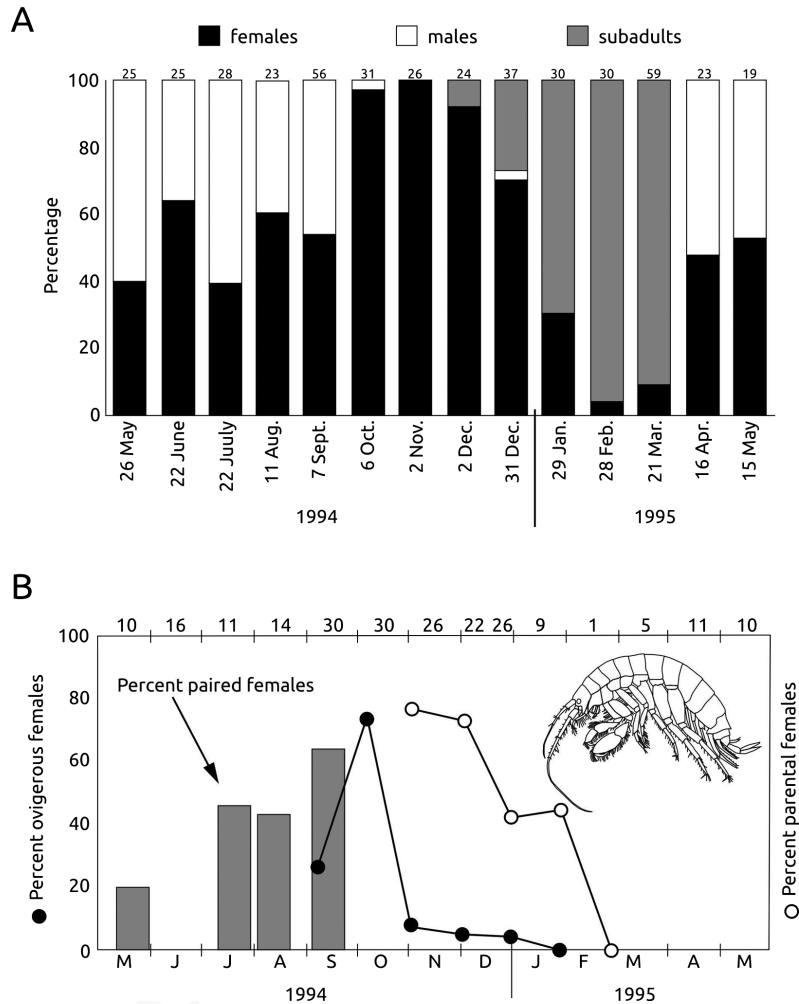 A
females males subadults
25 25 28 23 56 31 26 24 37 30 30 59 23 19
100
80
60
40
20
0
Percentage
26 May 22 June 22 Juuly 11 Aug. 7 Sept. 6 Oct. 2 Nov. 2 Dec. 31 Dec. 29 Jan. 28 Feb. 21 Mar. 16 Apr. 15 May
1994 1995
B
10 16 11 14 30 30 26 22 26 9 1 5 11 10
100
80
60
40
20
0
Percent paired females
Percent ovigerous females
Percent parental females
M J J A S O N D J F M A M
1994 1995